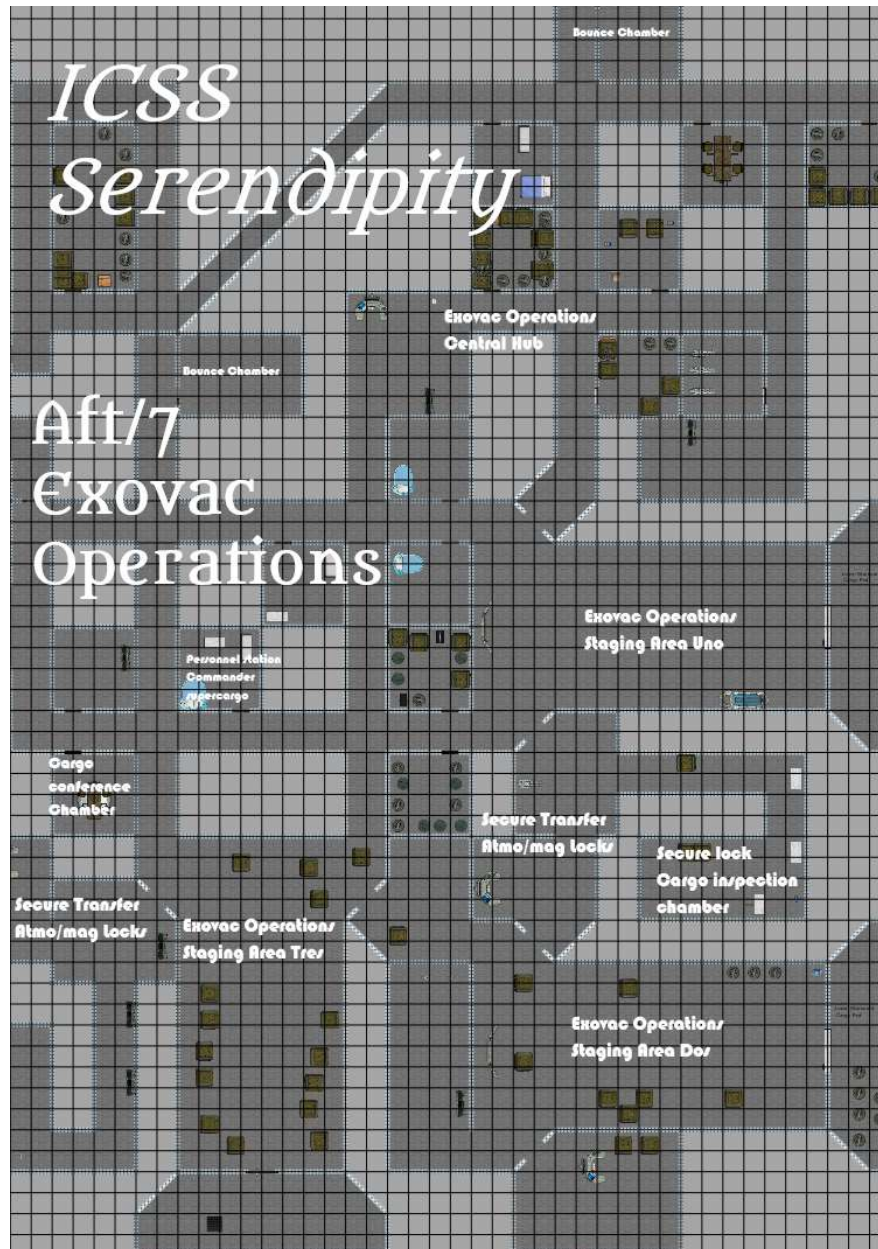 Bounce Chamber
ICSS
Serendipity
Exovac Operations
Central Hub
Bounce Chamber
Aft/7
Exovac
Operations
Exovac Operations
Staging Area Uno
Personnel Station
Commander
supercargo
Cargo
conference
Chamber
Secure Transfer
Atmo/mag Locks
Secure lock
Cargo inspection
chamber
Secure Transfer
Atmo/mag Locks
Exovac Operations
Staging Area Tres
Exovac Operations
Staging Area Dos